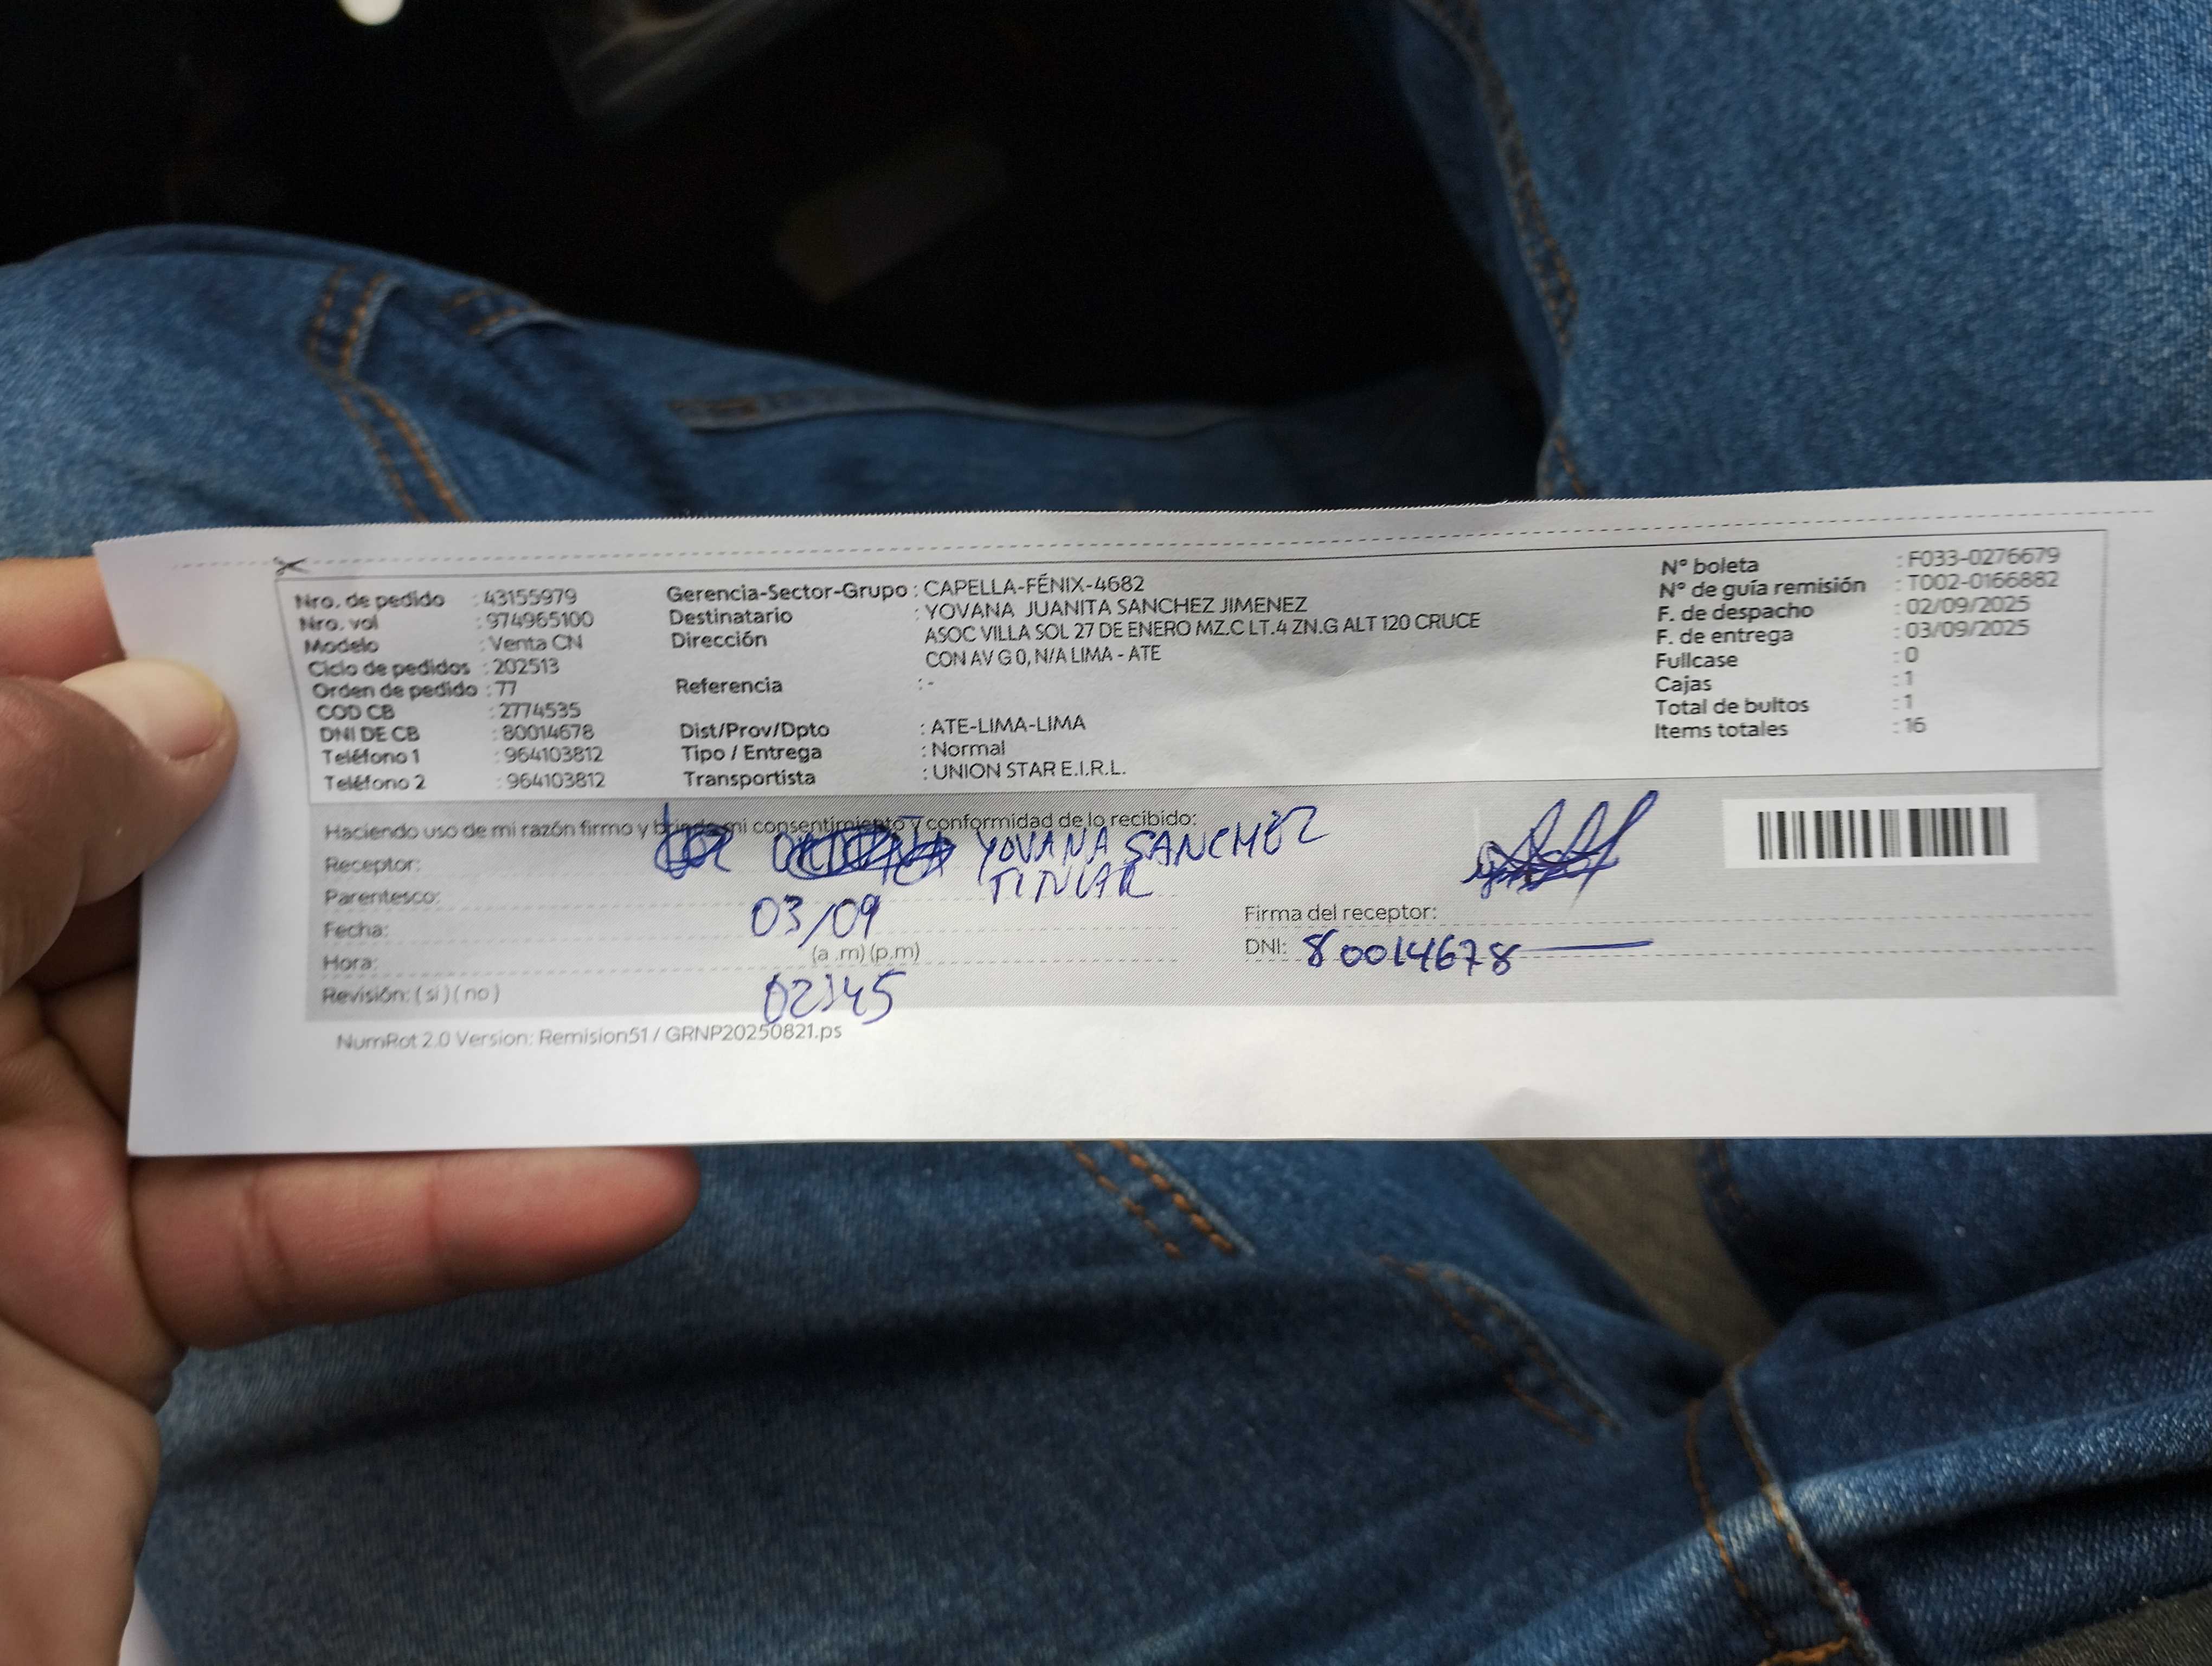 Nro. de pedido : 43155979
Nro. vol : 974965100
Modelo : Venta CN
Ciclo de pedidos : 202513
Orden de pedido : 77
COD CB : 2774535
DNI DE CB : 80014678
Teléfono 1 : 964103812
Teléfono 2 : 964103812
Gerencia-Sector-Grupo : CAPELLA-FÉNIX-4682
Destinatario : YOVANA JUANITA SANCHEZ JIMENEZ
Dirección ASOC VILLA SOL 27 DE ENERO MZ.C LT.4 ZN.G ALT 120 CRUCE
CON AV G 0, N/A LIMA - ATE
Referencia : -
Dist/Prov/Dpto : ATE-LIMA-LIMA
Tipo / Entrega : Normal
Transportista : UNION STAR E.I.R.L.
N° boleta : F033-0276679
N° de guía remisión : T002-0166882
F. de despacho : 02/09/2025
F. de entrega : 03/09/2025
Fullcase : 0
Cajas : 1
Total de bultos : 1
Items totales : 16
Haciendo uso de mi razón firmo y brindo mi consentimiento y conformidad de lo recibido:
Receptor: YOVANA SANCHEZ
Parentesco: TITULAR
Fecha: 03/09
Hora: (a .m) (p.m)
Revisión: ( si ) ( no ) 02:45
Firma del receptor:
DNI: 80014678
NumRot 2.0 Version: Remision51 / GRNP20250821.ps